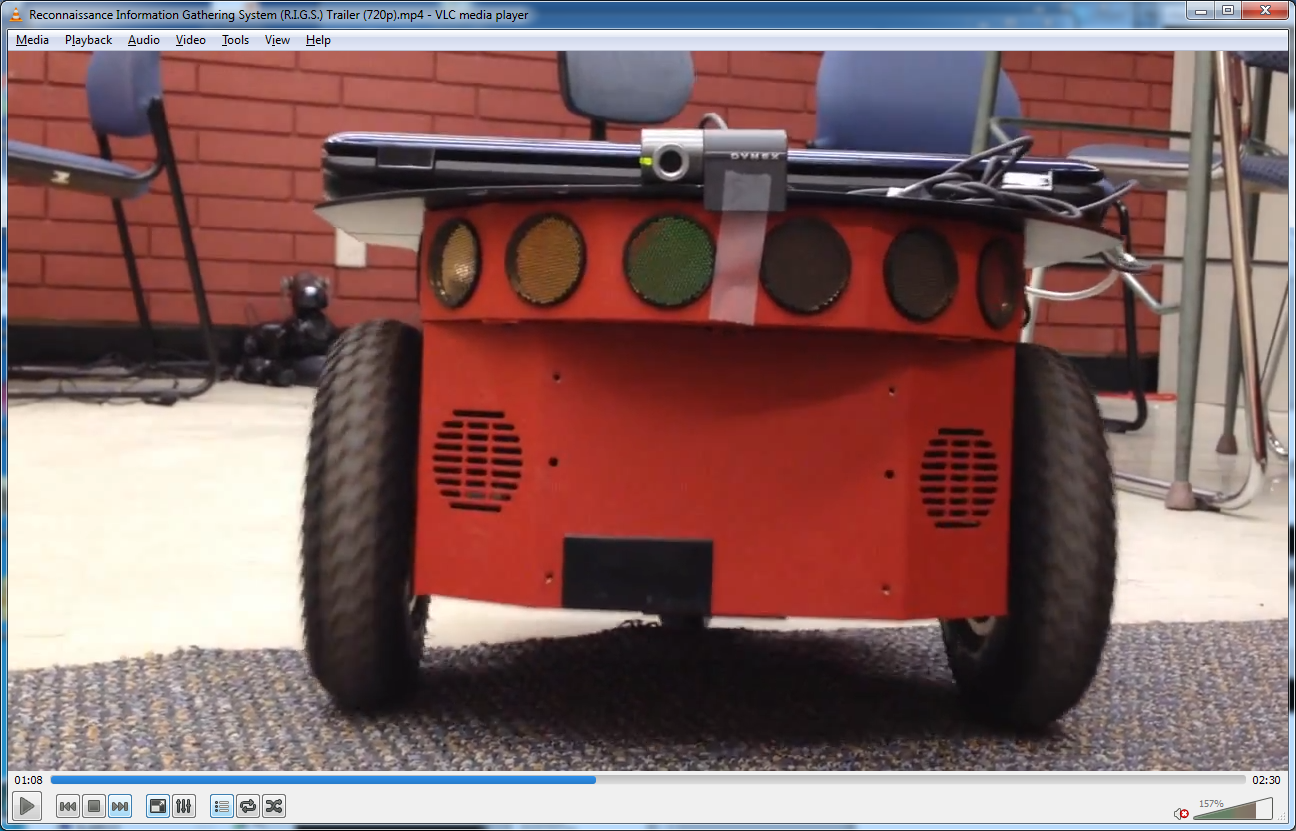 Reconnaissance Information Gathering System (R.I.G.S.) Trailer (720p).mp4 - VLC media player
Media Playback Audio Video Tools View Help
DYNEX
01:08 02:30
157%